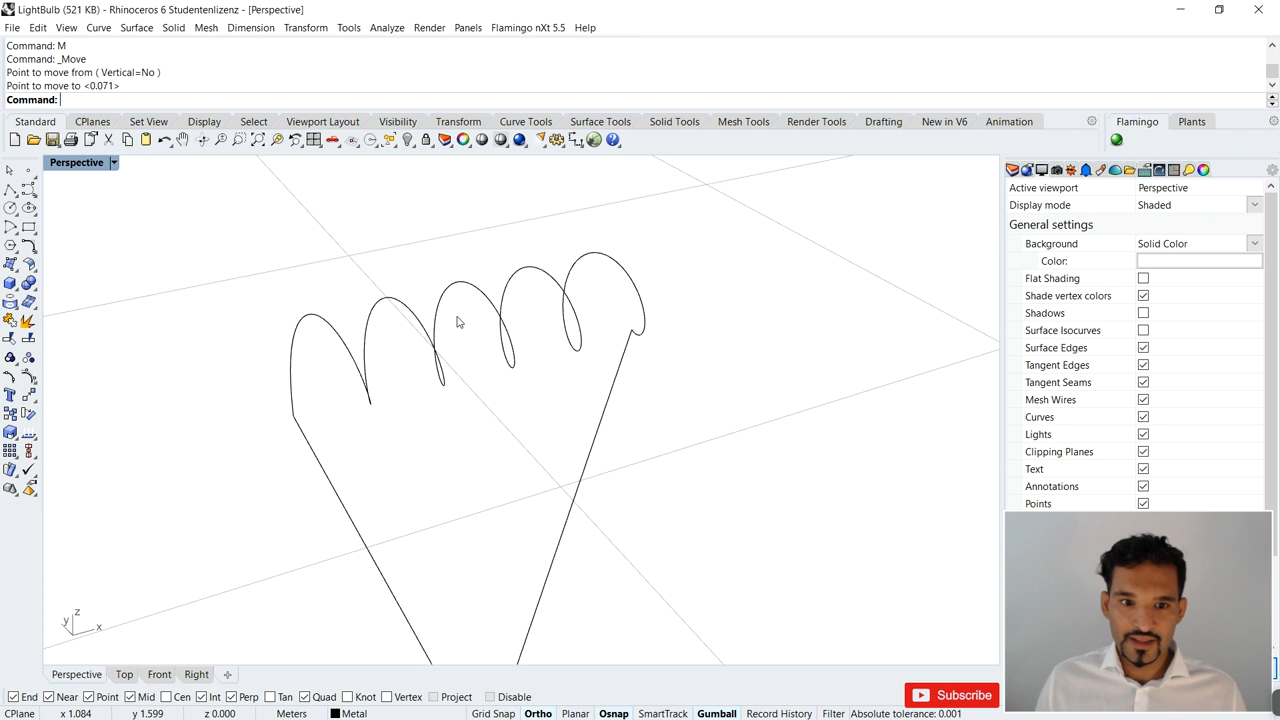 LightBulb (521 KB) - Rhinoceros 6 Studentenlizenz - [Perspective]
File Edit View Curve Surface Solid Mesh Dimension Transform Tools Analyze Render Panels Flamingo nXt 5.5 Help
Command: M
Command: _Move
Point to move from ( Vertical=No )
Point to move to <0.071>
Command:
Standard CPlanes Set View Display Select Viewport Layout Visibility Transform Curve Tools Surface Tools Solid Tools Mesh Tools Render Tools Drafting New in V6 Animation Flamingo Plants
Perspective
Active viewport Perspective
Display mode Shaded
General settings
Background Solid Color
Color:
Flat Shading
Shade vertex colors
Shadows
Surface Isocurves
Surface Edges
Tangent Edges
Tangent Seams
Mesh Wires
Curves
Lights
Clipping Planes
Text
Annotations
Points
z
y
x
Perspective Top Front Right
Subscribe
End Near Point Mid Cen Int Perp Tan Quad Knot Vertex Project Disable
CPlane x 1.084 y 1.599 z 0.000 Meters Metal Grid Snap Ortho Planar Osnap SmartTrack Gumball Record History Filter Absolute tolerance: 0.001